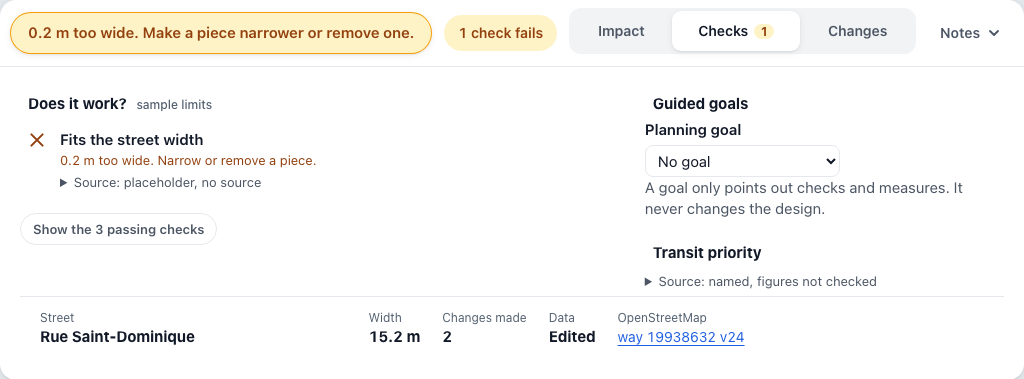 0.2 m too wide. Make a piece narrower or remove one.
1 check fails
Impact
Checks 1
Changes
Notes
Does it work? sample limits
Fits the street width
0.2 m too wide. Narrow or remove a piece.
Source: placeholder, no source
Show the 3 passing checks
Guided goals
Planning goal
No goal
A goal only points out checks and measures. It
never changes the design.
Transit priority
Source: named, figures not checked
Street
Rue Saint-Dominique
Width
15.2 m
Changes made
2
Data
Edited
OpenStreetMap
way 19938632 v24